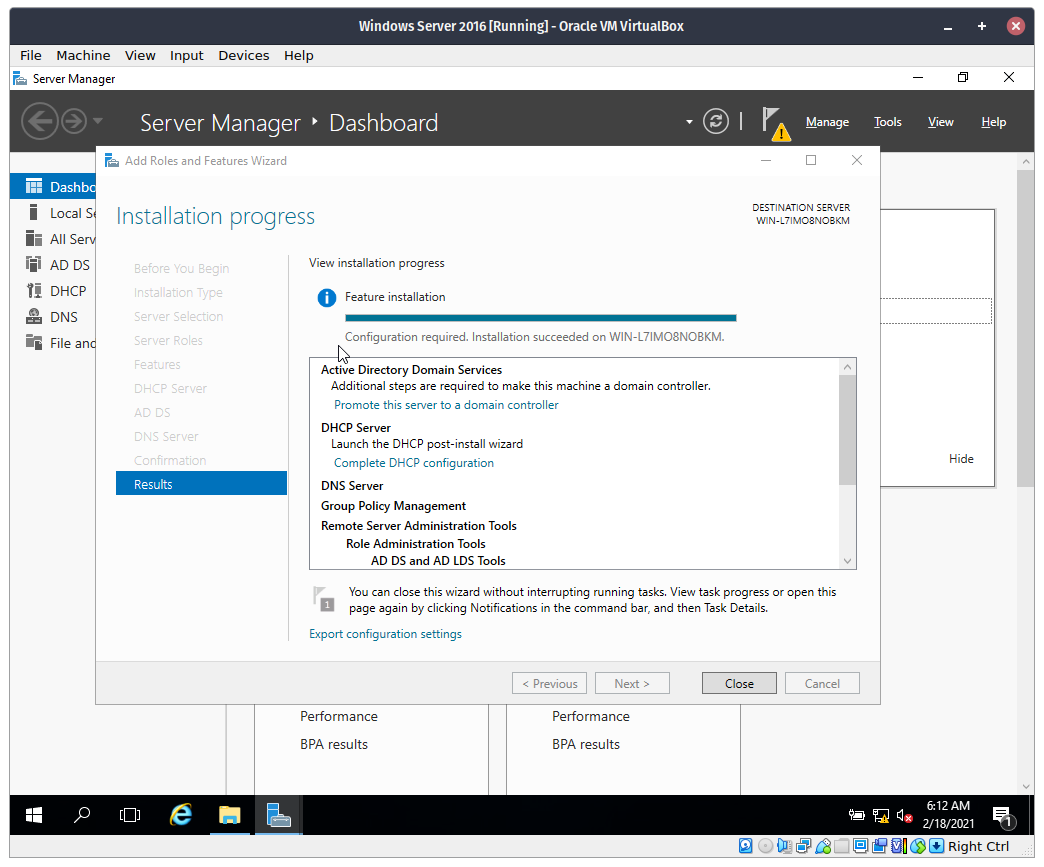 Windows Server 2016 [Running] - Oracle VM VirtualBox
File Machine View Input Devices Help
Server Manager
Server Manager Dashboard
Manage Tools View Help
Add Roles and Features Wizard
Dashbo
Local Se
All Serv
AD DS
DHCP
DNS
File and
Installation progress
DESTINATION SERVER
WIN-L7IMO8NOBKM
Before You Begin
Installation Type
Server Selection
Server Roles
Features
DHCP Server
AD DS
DNS Server
Confirmation
Results
View installation progress
Feature installation
Configuration required. Installation succeeded on WIN-L7IMO8NOBKM.
Active Directory Domain Services
Additional steps are required to make this machine a domain controller.
Promote this server to a domain controller
DHCP Server
Launch the DHCP post-install wizard
Complete DHCP configuration
DNS Server
Group Policy Management
Remote Server Administration Tools
Role Administration Tools
AD DS and AD LDS Tools
1
You can close this wizard without interrupting running tasks. View task progress or open this
page again by clicking Notifications in the command bar, and then Task Details.
Export configuration settings
< Previous
Next >
Close
Cancel
Hide
Performance
BPA results
Performance
BPA results
6:12 AM
2/18/2021
1
Right Ctrl